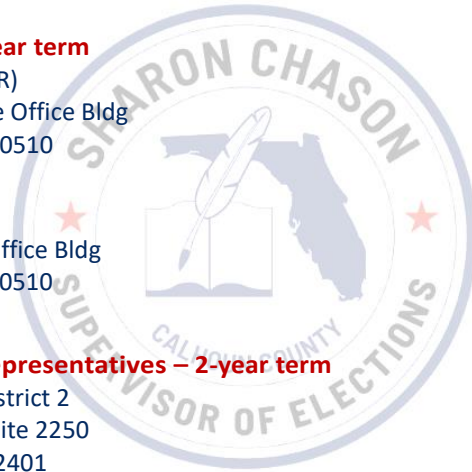 ear term
R)
e Office Bldg
0510
ffice Bldg
0510
epresentatives – 2-year term
strict 2
ite 2250
2401
SHARON CHASON
CALHOUN COUNTY
SUPERVISOR OF ELECTIONS